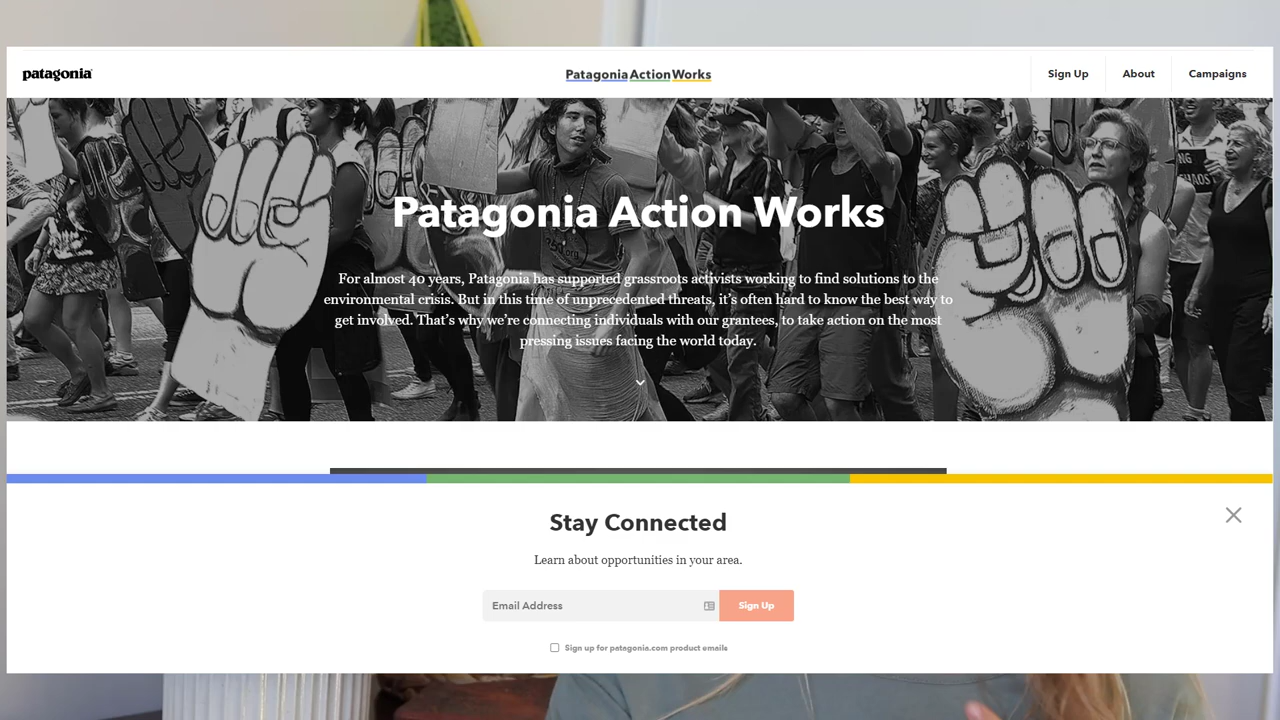 patagonia
Patagonia Action Works
Sign Up
About
Campaigns
Patagonia Action Works
For almost 40 years, Patagonia has supported grassroots activists working to find solutions to the
environmental crisis. But in this time of unprecedented threats, it's often hard to know the best way to
get involved. That's why we're connecting individuals with our grantees, to take action on the most
pressing issues facing the world today.
Stay Connected
Learn about opportunities in your area.
Email Address
Sign Up
Sign up for patagonia.com product emails